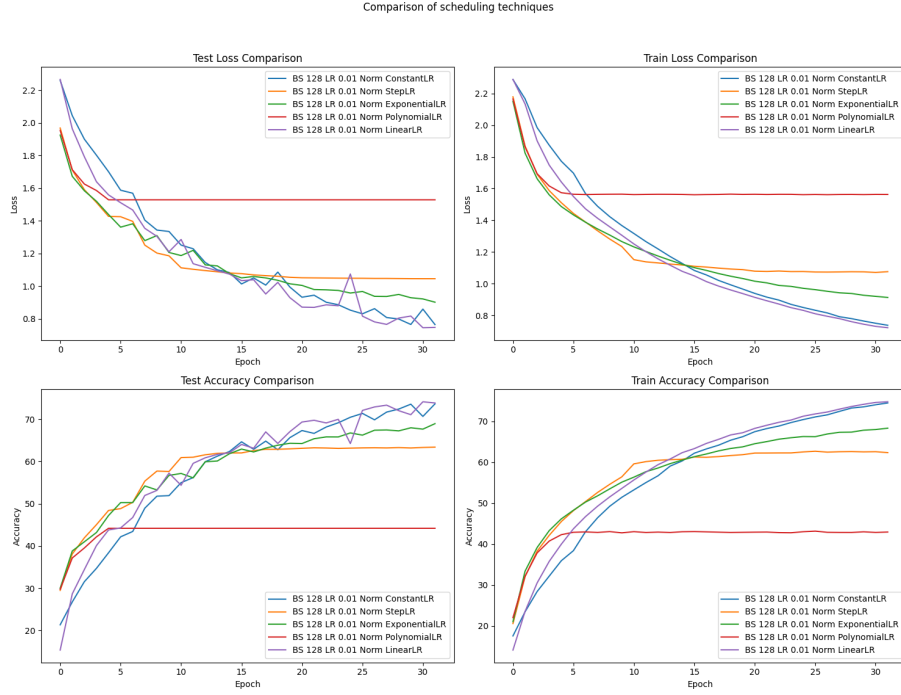 Comparison of scheduling techniques
Test Loss Comparison
Loss
2.2
2.0
1.8
1.6
1.4
1.2
1.0
0.8
BS 128 LR 0.01 Norm ConstantLR
BS 128 LR 0.01 Norm StepLR
BS 128 LR 0.01 Norm ExponentialLR
BS 128 LR 0.01 Norm PolynomialLR
BS 128 LR 0.01 Norm LinearLR
0 5 10 15 20 25 30
Epoch
Train Loss Comparison
Loss
2.2
2.0
1.8
1.6
1.4
1.2
1.0
0.8
BS 128 LR 0.01 Norm ConstantLR
BS 128 LR 0.01 Norm StepLR
BS 128 LR 0.01 Norm ExponentialLR
BS 128 LR 0.01 Norm PolynomialLR
BS 128 LR 0.01 Norm LinearLR
0 5 10 15 20 25 30
Epoch
Test Accuracy Comparison
Accuracy
70
60
50
40
30
20
BS 128 LR 0.01 Norm ConstantLR
BS 128 LR 0.01 Norm StepLR
BS 128 LR 0.01 Norm ExponentialLR
BS 128 LR 0.01 Norm PolynomialLR
BS 128 LR 0.01 Norm LinearLR
0 5 10 15 20 25 30
Epoch
Train Accuracy Comparison
Accuracy
70
60
50
40
30
20
BS 128 LR 0.01 Norm ConstantLR
BS 128 LR 0.01 Norm StepLR
BS 128 LR 0.01 Norm ExponentialLR
BS 128 LR 0.01 Norm PolynomialLR
BS 128 LR 0.01 Norm LinearLR
0 5 10 15 20 25 30
Epoch